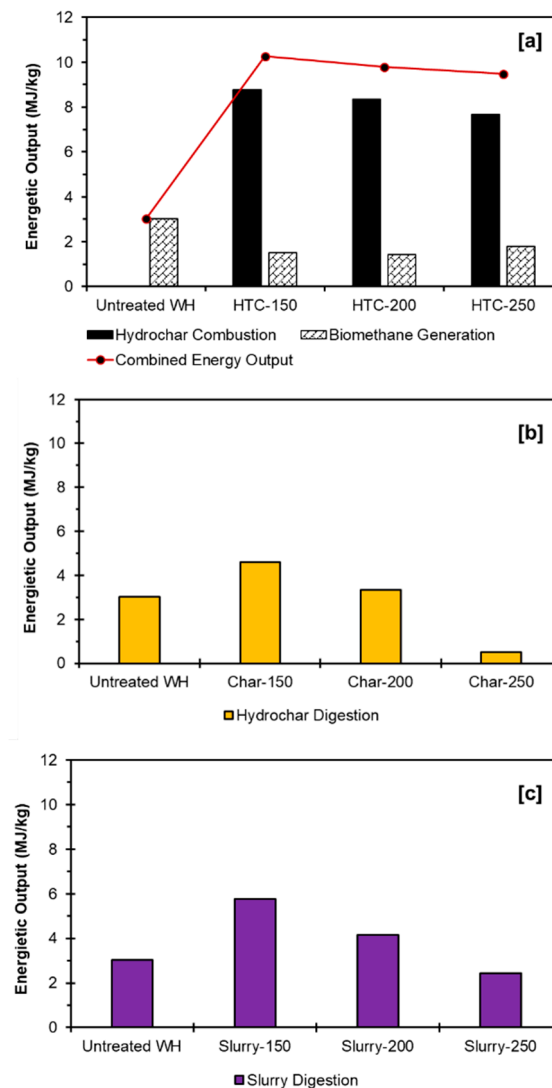 [a]
Energetic Output (MJ/kg)
12
10
8
6
4
2
0
Untreated WH HTC-150 HTC-200 HTC-250
Hydrochar Combustion Biomethane Generation
Combined Energy Output
[b]
Energietic Output (MJ/kg)
12
10
8
6
4
2
0
Untreated WH Char-150 Char-200 Char-250
Hydrochar Digestion
[c]
Energietic Output (MJ/kg)
12
10
8
6
4
2
0
Untreated WH Slurry-150 Slurry-200 Slurry-250
Slurry Digestion